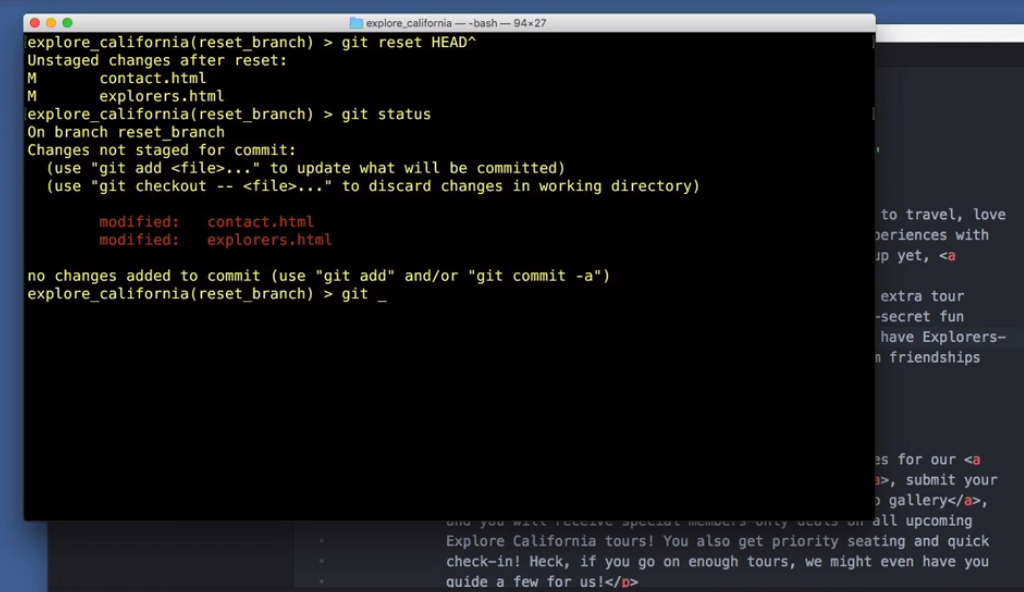 explore_california — -bash — 94×27
[explore_california(reset_branch) > git reset HEAD^ ]
Unstaged changes after reset:
M       contact.html
M       explorers.html
[explore_california(reset_branch) > git status ]
On branch reset_branch
Changes not staged for commit:
  (use "git add <file>..." to update what will be committed)
  (use "git checkout -- <file>..." to discard changes in working directory)
        modified:   contact.html
        modified:   explorers.html
no changes added to commit (use "git add" and/or "git commit -a")
explore_california(reset_branch) > git _
to travel, love
periences with
up yet, <a
extra tour
-secret fun
have Explorers-
friendships
es for our <a
a>, submit your
gallery</a>,
and you will receive special members-only deals on all upcoming
Explore California tours! You also get priority seating and quick
check-in! Heck, if you go on enough tours, we might even have you
guide a few for us!</p>